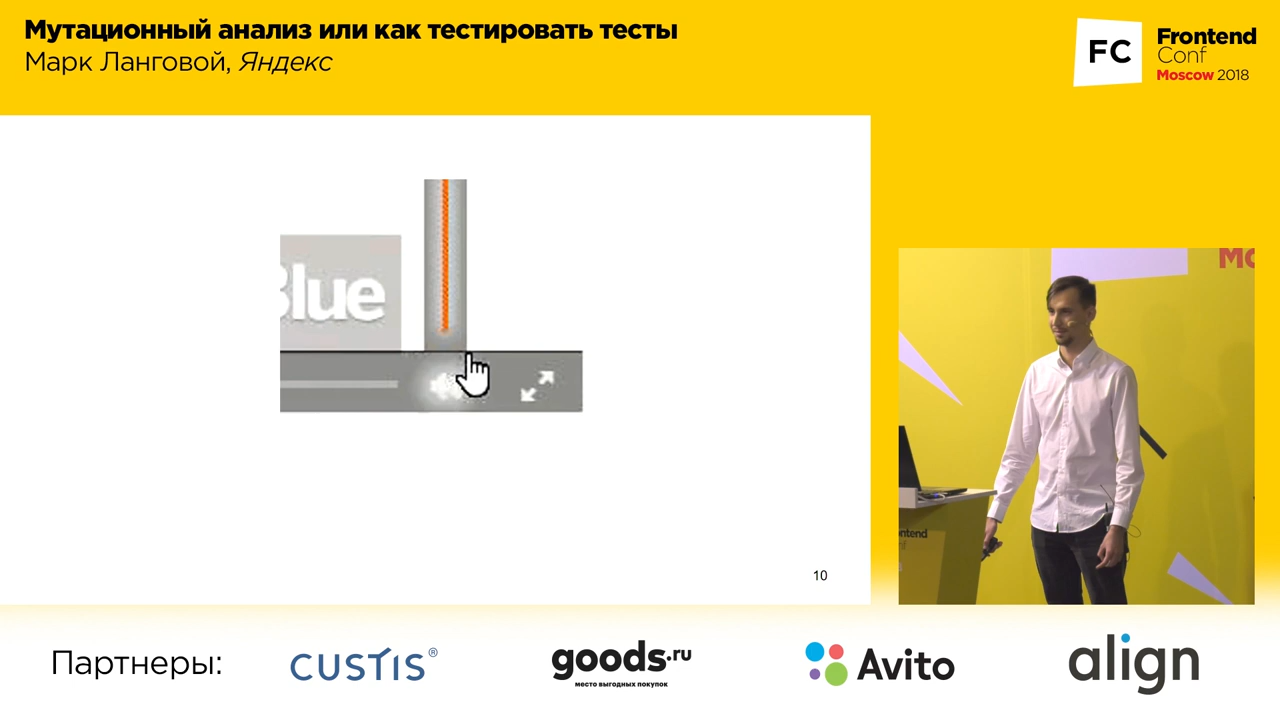 Мутационный анализ или как тестировать тесты
Марк Ланговой, Яндекс
FC
Frontend
Conf
Moscow 2018
Blue
10
Партнеры:
CUSTIS®
goods.ru
место выгодных покупок
Avito
align